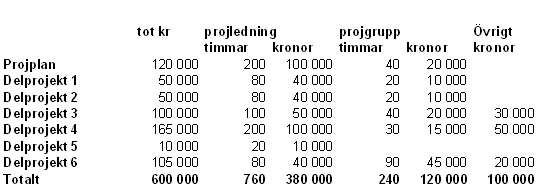 tot kr projledning projgrupp Övrigt
timmar kronor timmar kronor kronor
Projplan 120 000 200 100 000 40 20 000
Delprojekt 1 50 000 80 40 000 20 10 000
Delprojekt 2 50 000 80 40 000 20 10 000
Delprojekt 3 100 000 100 50 000 40 20 000 30 000
Delprojekt 4 165 000 200 100 000 30 15 000 50 000
Delprojekt 5 10 000 20 10 000
Delprojekt 6 105 000 80 40 000 90 45 000 20 000
Totalt 600 000 760 380 000 240 120 000 100 000